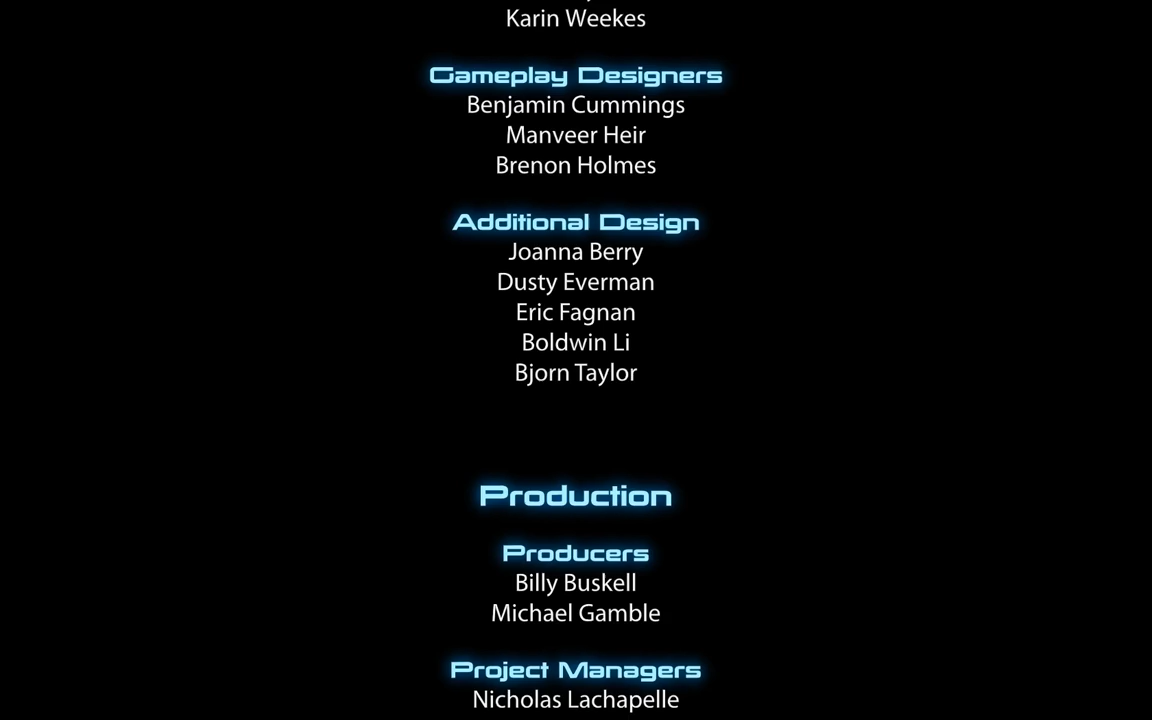 Karin Weekes
Gameplay Designers
Benjamin Cummings
Manveer Heir
Brenon Holmes
Additional Design
Joanna Berry
Dusty Everman
Eric Fagnan
Boldwin Li
Bjorn Taylor
Production
Producers
Billy Buskell
Michael Gamble
Project Managers
Nicholas Lachapelle